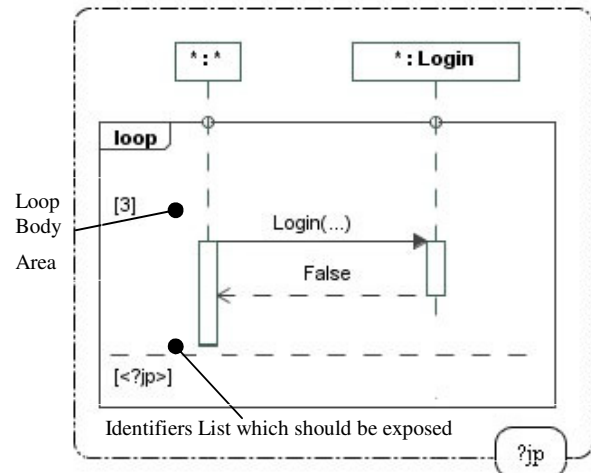 *:*
*:Login
loop
Loop
Body
Area
[3]
Login(...)
False
[<?jp>]
Identifiers List which should be exposed
?jp